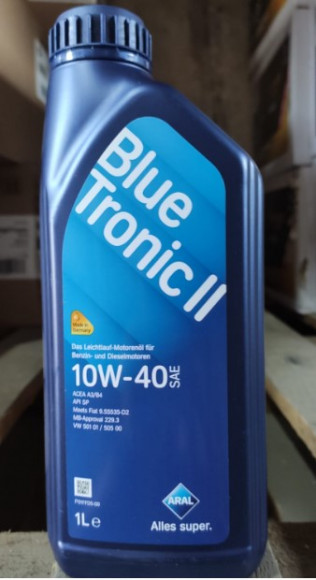 Blue
Tronic II
Made in
Germany
Das Leichtlauf-Motorenöl für
Benzin- und Dieselmotoren
10W-40 SAE
ACEA A3/B4
API SP
Meets Fiat 9.55535-D2
MB-Approval 229.3
VW 501 01 / 505 00
1L e
ARAL
Alles super.